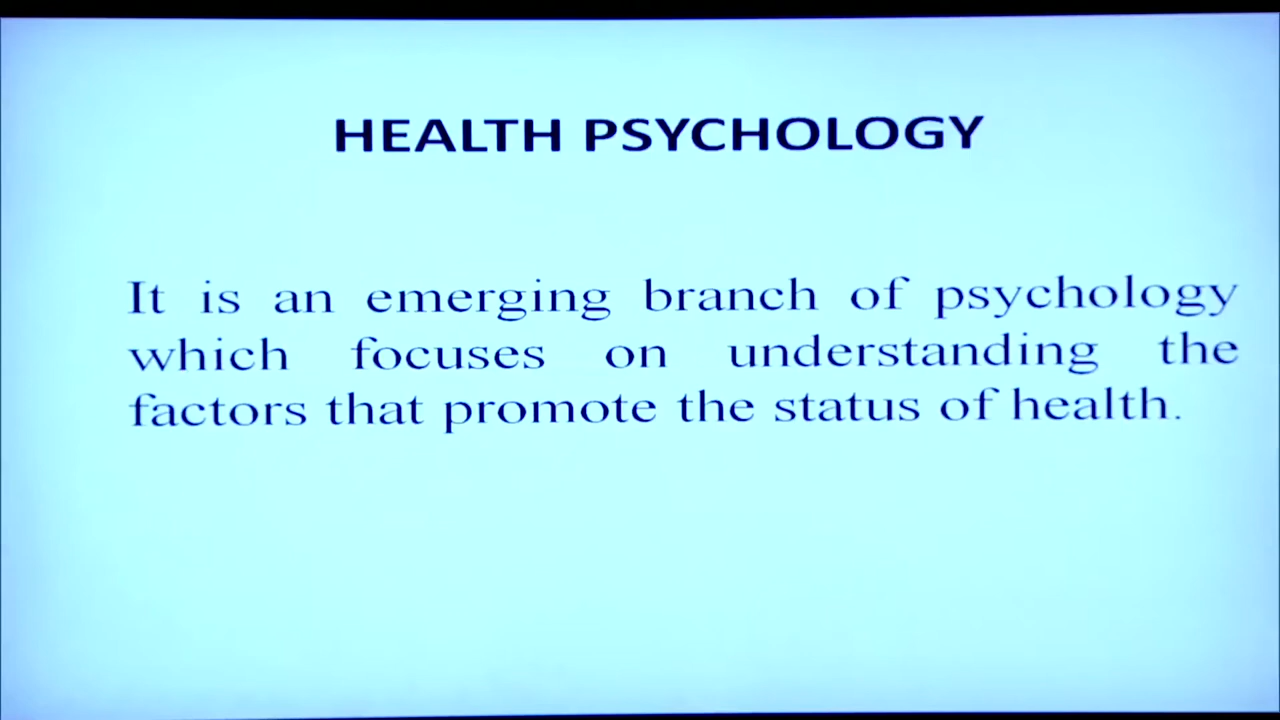 HEALTH PSYCHOLOGY
It is an emerging branch of psychology
which focuses on understanding the
factors that promote the status of health.